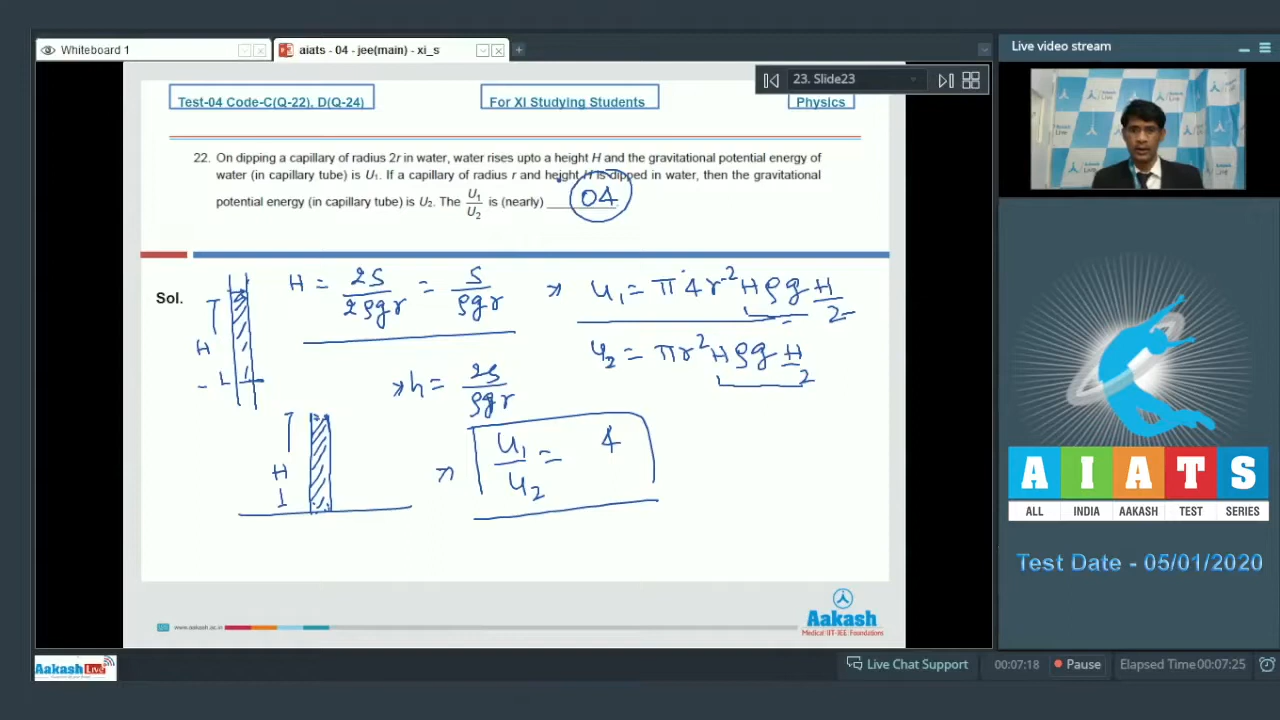 Whiteboard 1
aiats - 04 - jee(main) - xi_s
Live video stream
23. Slide23
Test-04 Code-C(Q-22), D(Q-24)
For XI Studying Students
Physics
22. On dipping a capillary of radius 2r in water, water rises upto a height H and the gravitational potential energy of
water (in capillary tube) is U₁. If a capillary of radius r and height H is dipped in water, then the gravitational
potential energy (in capillary tube) is U₂. The U₁/U₂ is (nearly) ______ 04
Sol.
H = 2S/2ρgr = S/ρgr
⇒ U₁ = π4r²Hρg H/2
U₂ = πr²Hρg H/2
H
⇒ h = 2S/ρgr
H
⇒ U₁/U₂ = 4
AIATS
ALL INDIA AAKASH TEST SERIES
Test Date - 05/01/2020
www.aakash.ac.in
Aakash
Medical|IIT-JEE|Foundations
Aakash Live
Live Chat Support
00:07:18
Pause
Elapsed Time 00:07:25